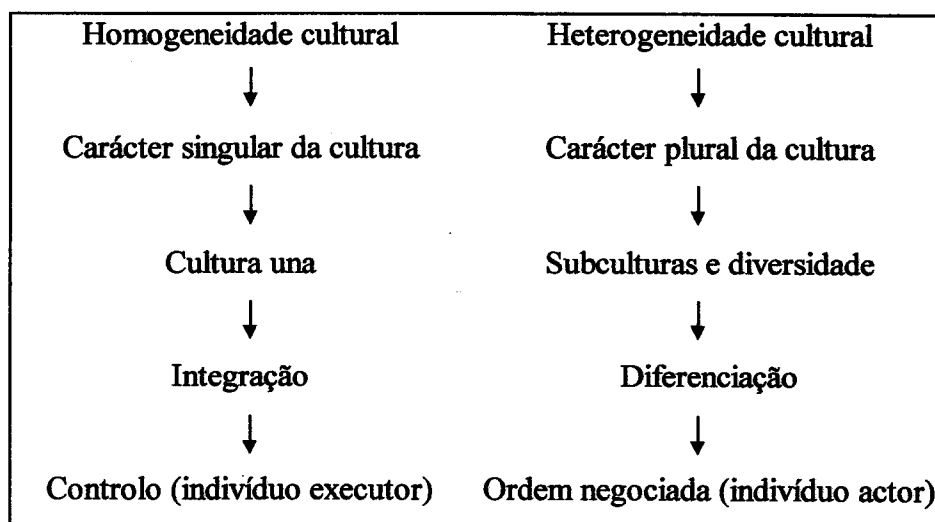 Homogeneidade cultural
Carácter singular da cultura
Cultura una
Integração
Controlo (indivíduo executor)
Heterogeneidade cultural
Carácter plural da cultura
Subculturas e diversidade
Diferenciação
Ordem negociada (indivíduo actor)